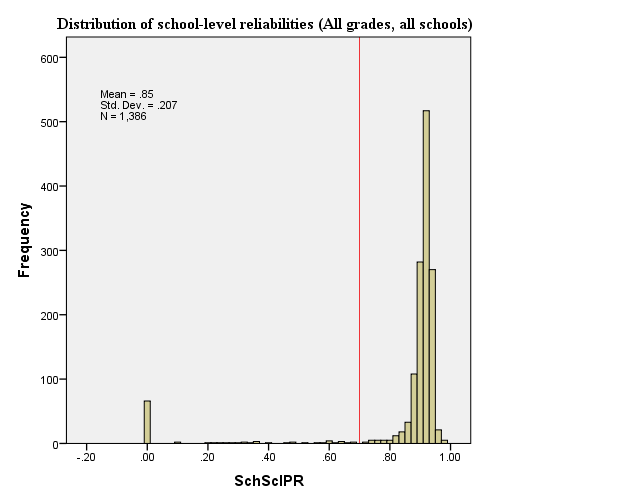 Distribution of school-level reliabilities (All grades, all schools)
600
Mean = .85
Std. Dev. = .207
N = 1,386
500
400
Frequency
300
200
100
0
-.20 .00 .20 .40 .60 .80 1.00
SchSclPR